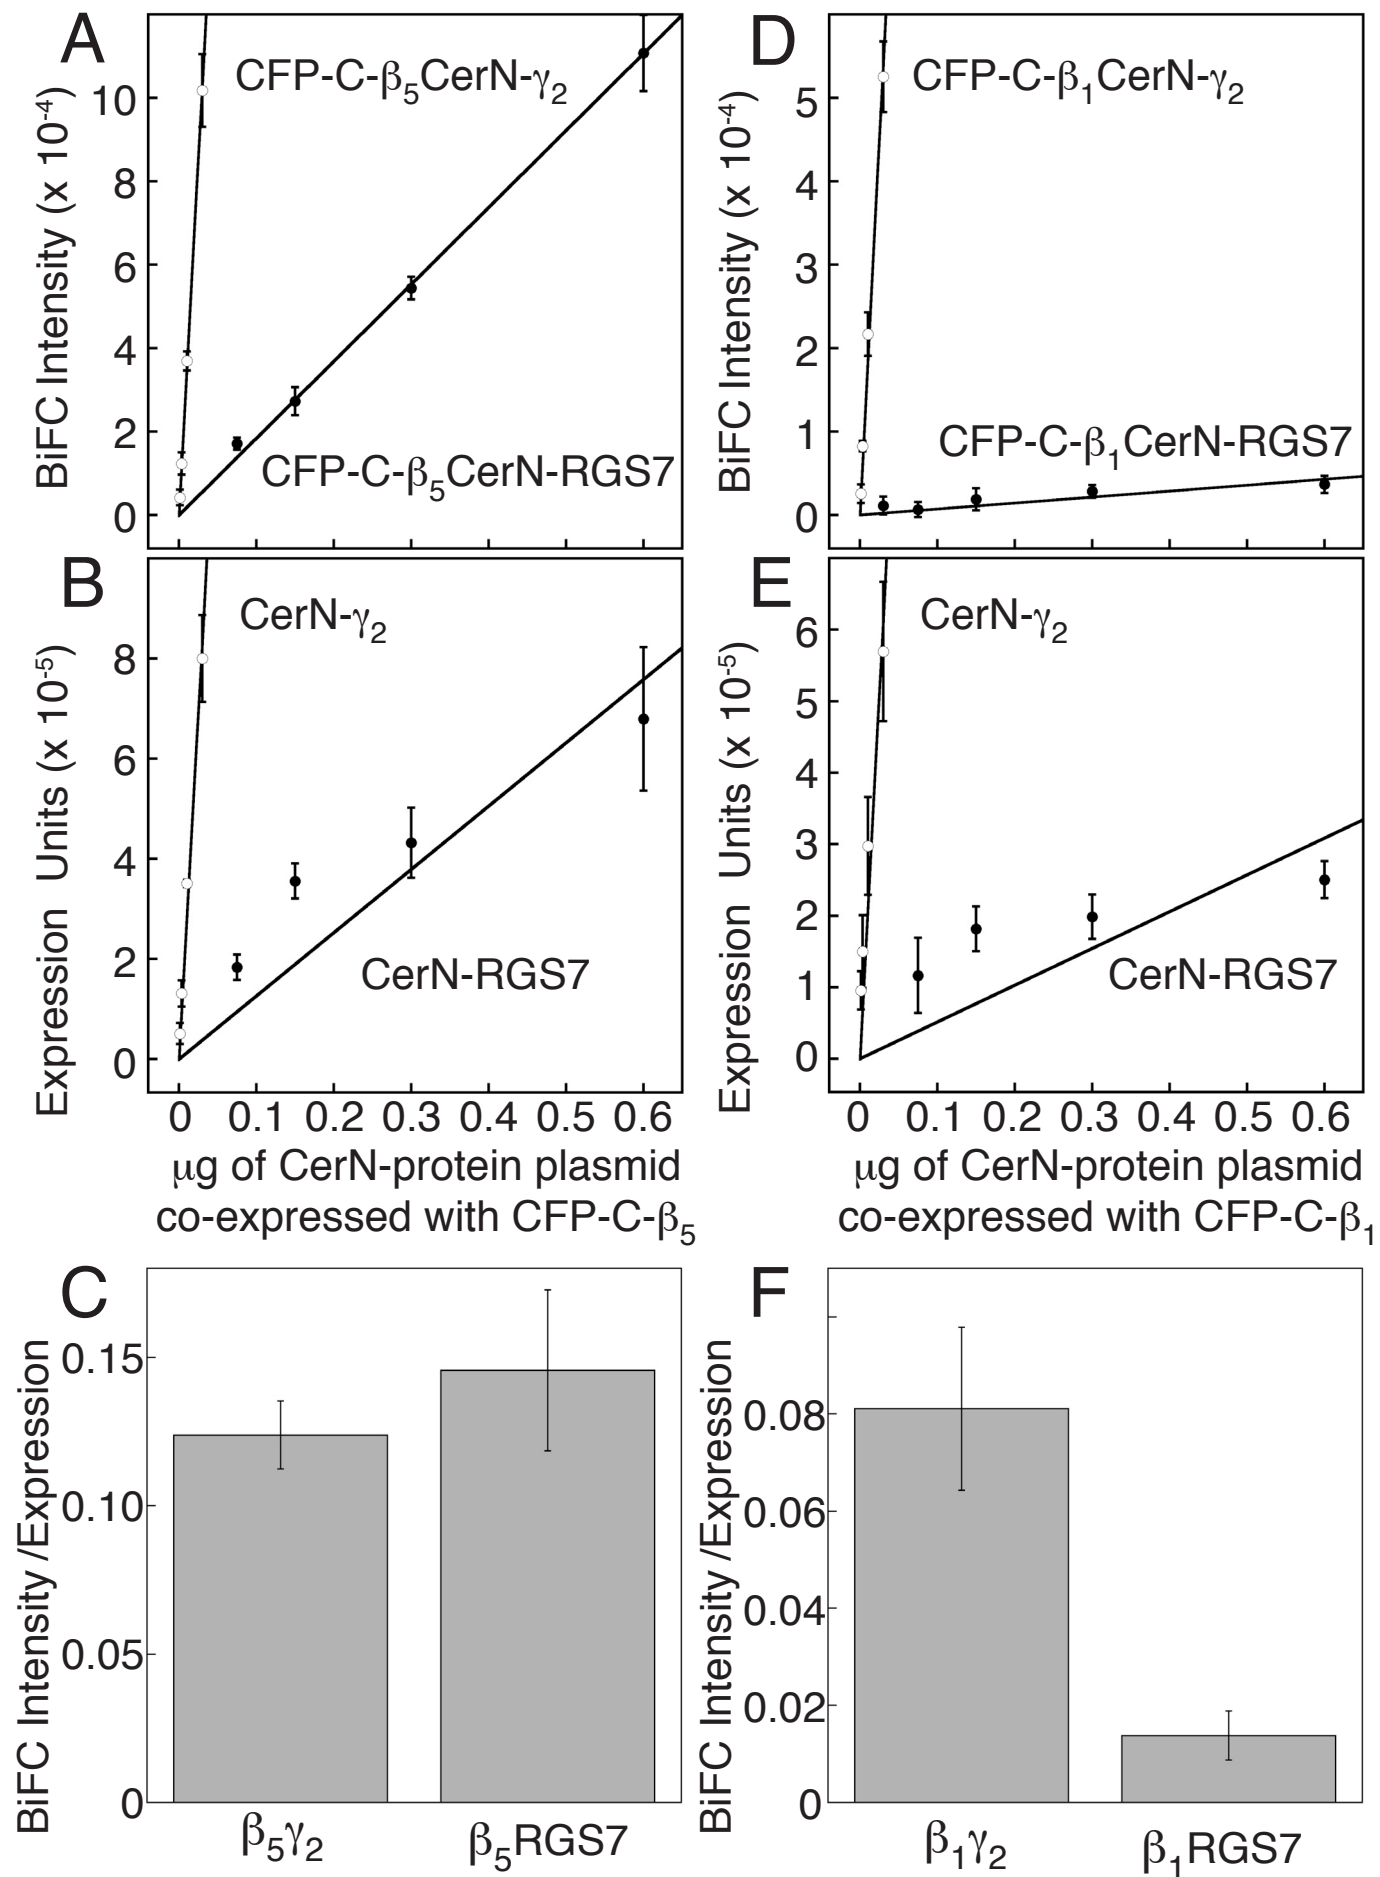 A
BiFC Intensity (x 10⁻⁴)
10
8
6
4
2
0
CFP-C-β₅CerN-γ₂
CFP-C-β₅CerN-RGS7
D
BiFC Intensity (x 10⁻⁴)
5
4
3
2
1
0
CFP-C-β₁CerN-γ₂
CFP-C-β₁CerN-RGS7
B
Expression Units (x 10⁻⁵)
8
6
4
2
0
CerN-γ₂
CerN-RGS7
0 0.1 0.2 0.3 0.4 0.5 0.6
μg of CerN-protein plasmid
co-expressed with CFP-C-β₅
E
Expression Units (x 10⁻⁵)
6
5
4
3
2
1
0
CerN-γ₂
CerN-RGS7
0 0.1 0.2 0.3 0.4 0.5 0.6
μg of CerN-protein plasmid
co-expressed with CFP-C-β₁
C
BiFC Intensity /Expression
0.15
0.10
0.05
0
β₅γ₂ β₅RGS7
F
BiFC Intensity /Expression
0.08
0.06
0.04
0.02
0
β₁γ₂ β₁RGS7